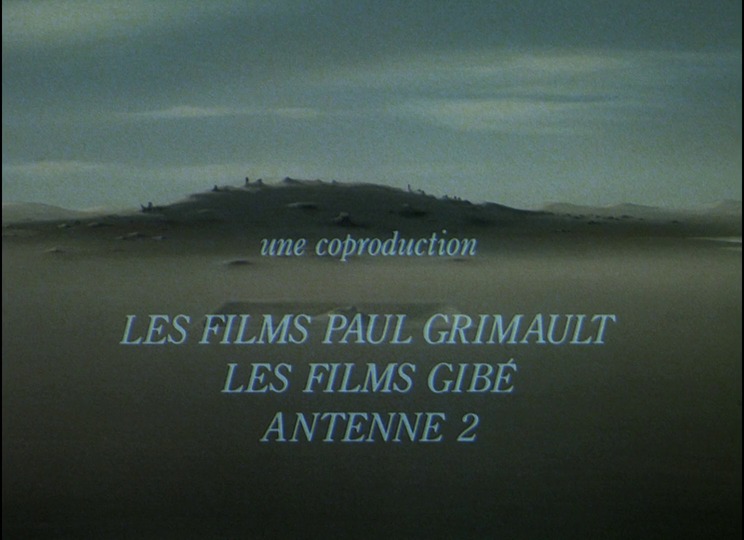 une coproduction
LES FILMS PAUL GRIMAULT
LES FILMS GIBÉ
ANTENNE 2